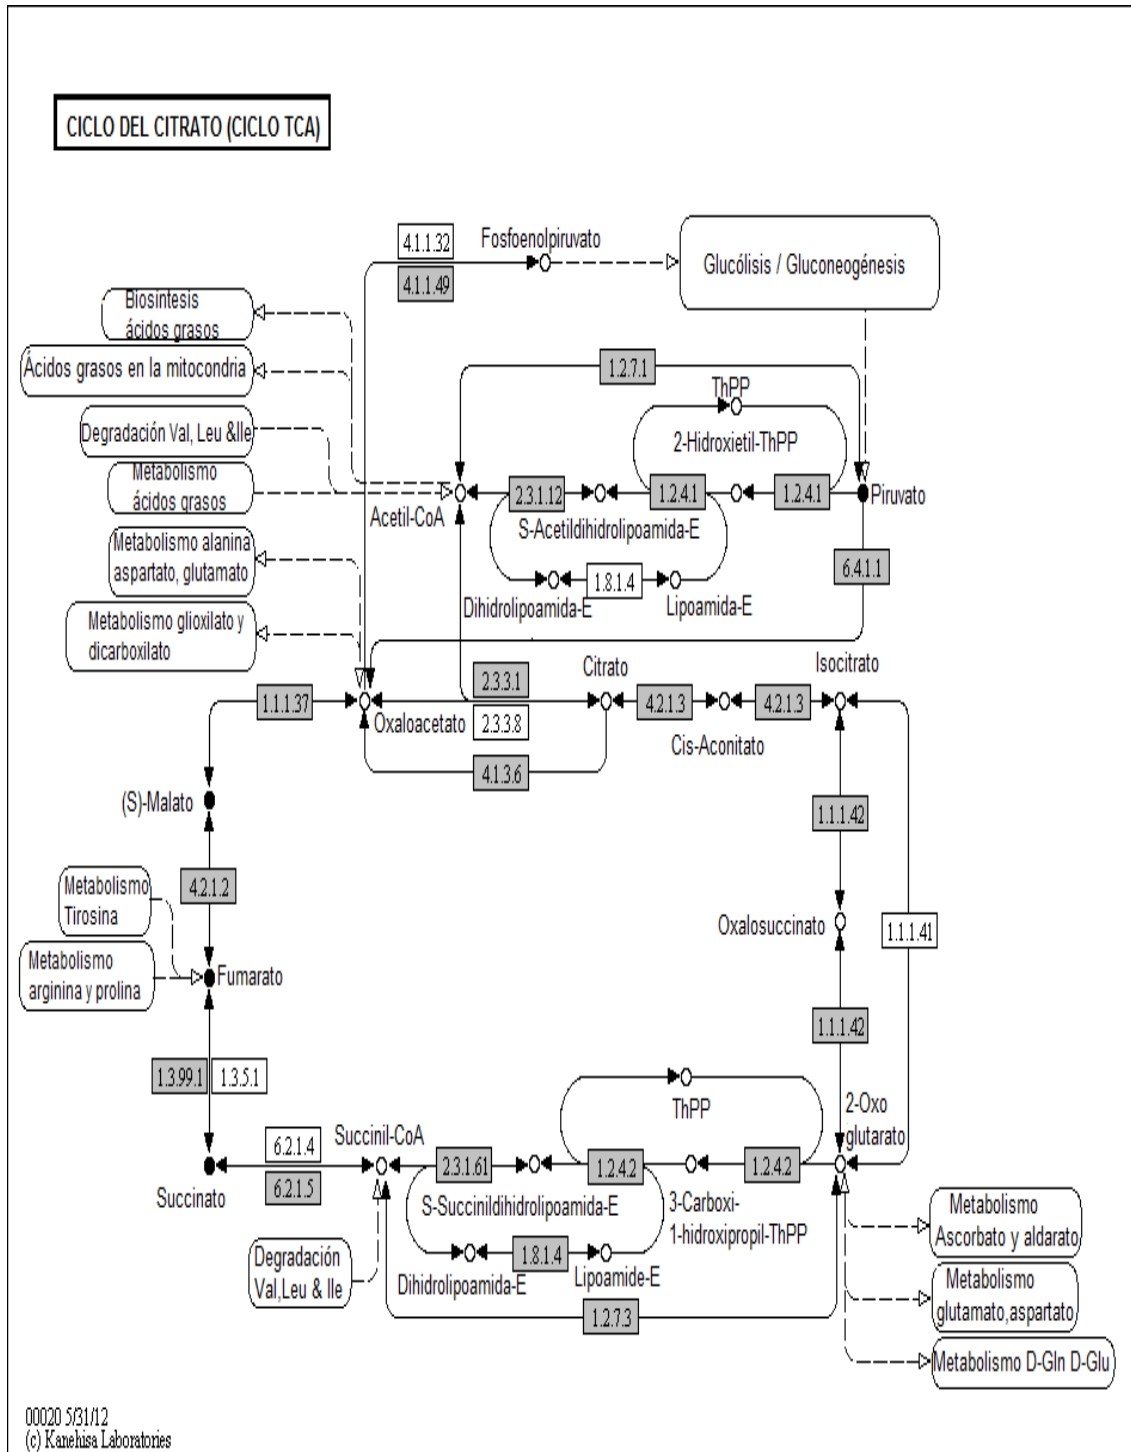 CICLO DEL CITRATO (CICLO TCA)
4.1.1.32
Fosfoenolpiruvato
4.1.1.49
Glucólisis / Gluconeogénesis
Biosintesis
ácidos grasos
Ácidos grasos en la mitocondria
1.2.7.1
ThPP
Degradación Val, Leu &Ile
2-Hidroxietil-ThPP
Metabolismo
ácidos grasos
Acetil-CoA
2.3.1.12
1.2.4.1
1.2.4.1
Piruvato
S-Acetildihidrolipoamida-E
Metabolismo alanina
aspartato, glutamato
6.4.1.1
1.8.1.4
Dihidrolipoamida-E
Lipoamida-E
Metabolismo glioxilato y
dicarboxilato
Citrato
Isocitrato
1.1.1.37
2.3.3.1
4.2.1.3
4.2.1.3
Oxaloacetato
2.3.3.8
Cis-Aconitato
4.1.3.6
(S)-Malato
1.1.1.42
4.2.1.2
Metabolismo
Tirosina
Oxalosuccinato
1.1.1.41
Metabolismo
arginina y prolina
Fumarato
1.1.1.42
1.3.99.1
1.3.5.1
ThPP
2-Oxo
glutarato
6.2.1.4
Succinil-CoA
2.3.1.61
1.2.4.2
1.2.4.2
Succinato
6.2.1.5
S-Succinildihidrolipoamida-E
3-Carboxi-
1-hidroxipropil-ThPP
Metabolismo
Ascorbato y aldarato
Degradación
Val,Leu & Ile
1.8.1.4
Dihidrolipoamida-E
Lipoamide-E
Metabolismo
glutamato,aspartato
1.2.7.3
Metabolismo D-Gln D-Glu
00020 5/31/12
(c) Kanehisa Laboratories